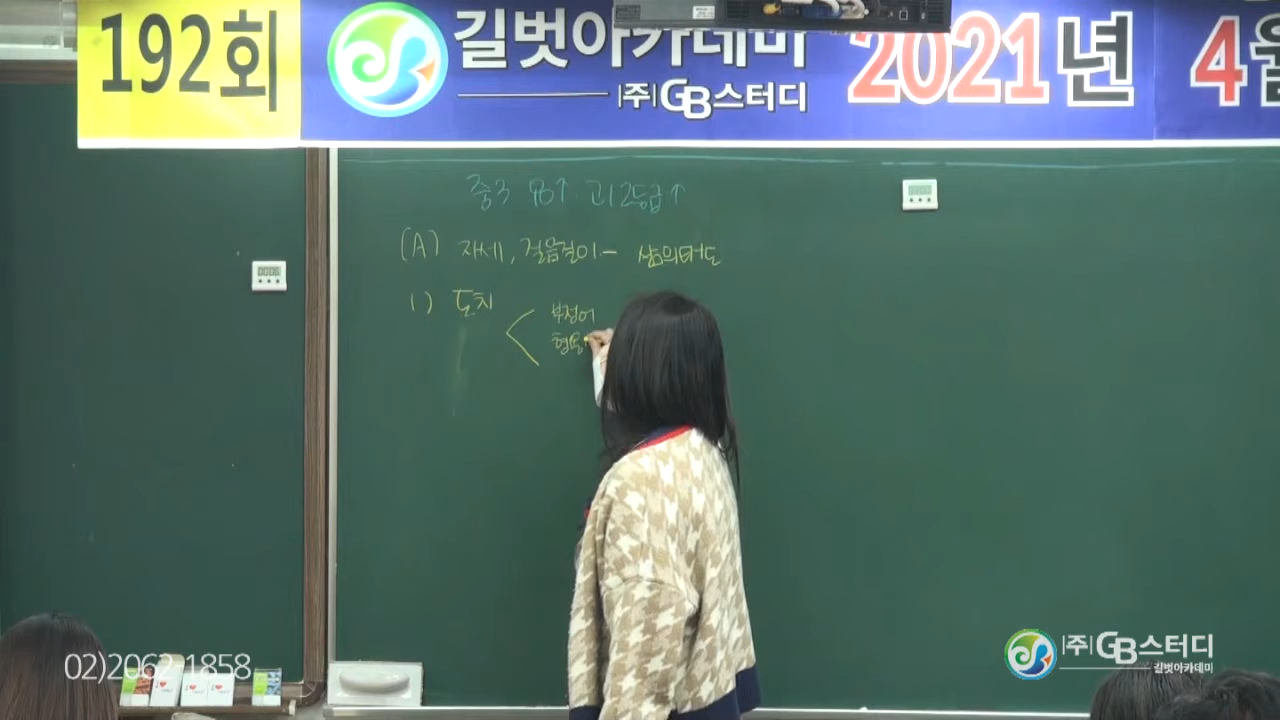 192회
길벗아카데미
2021년 4월
(주)GB스터디
중3 용↑. 고1 2등급↑
(A) 자세, 걸음걸이 - 삶의태도
1) 도치
부정어
형용
02)2062-1858
(주)GB스터디
길벗아카데미